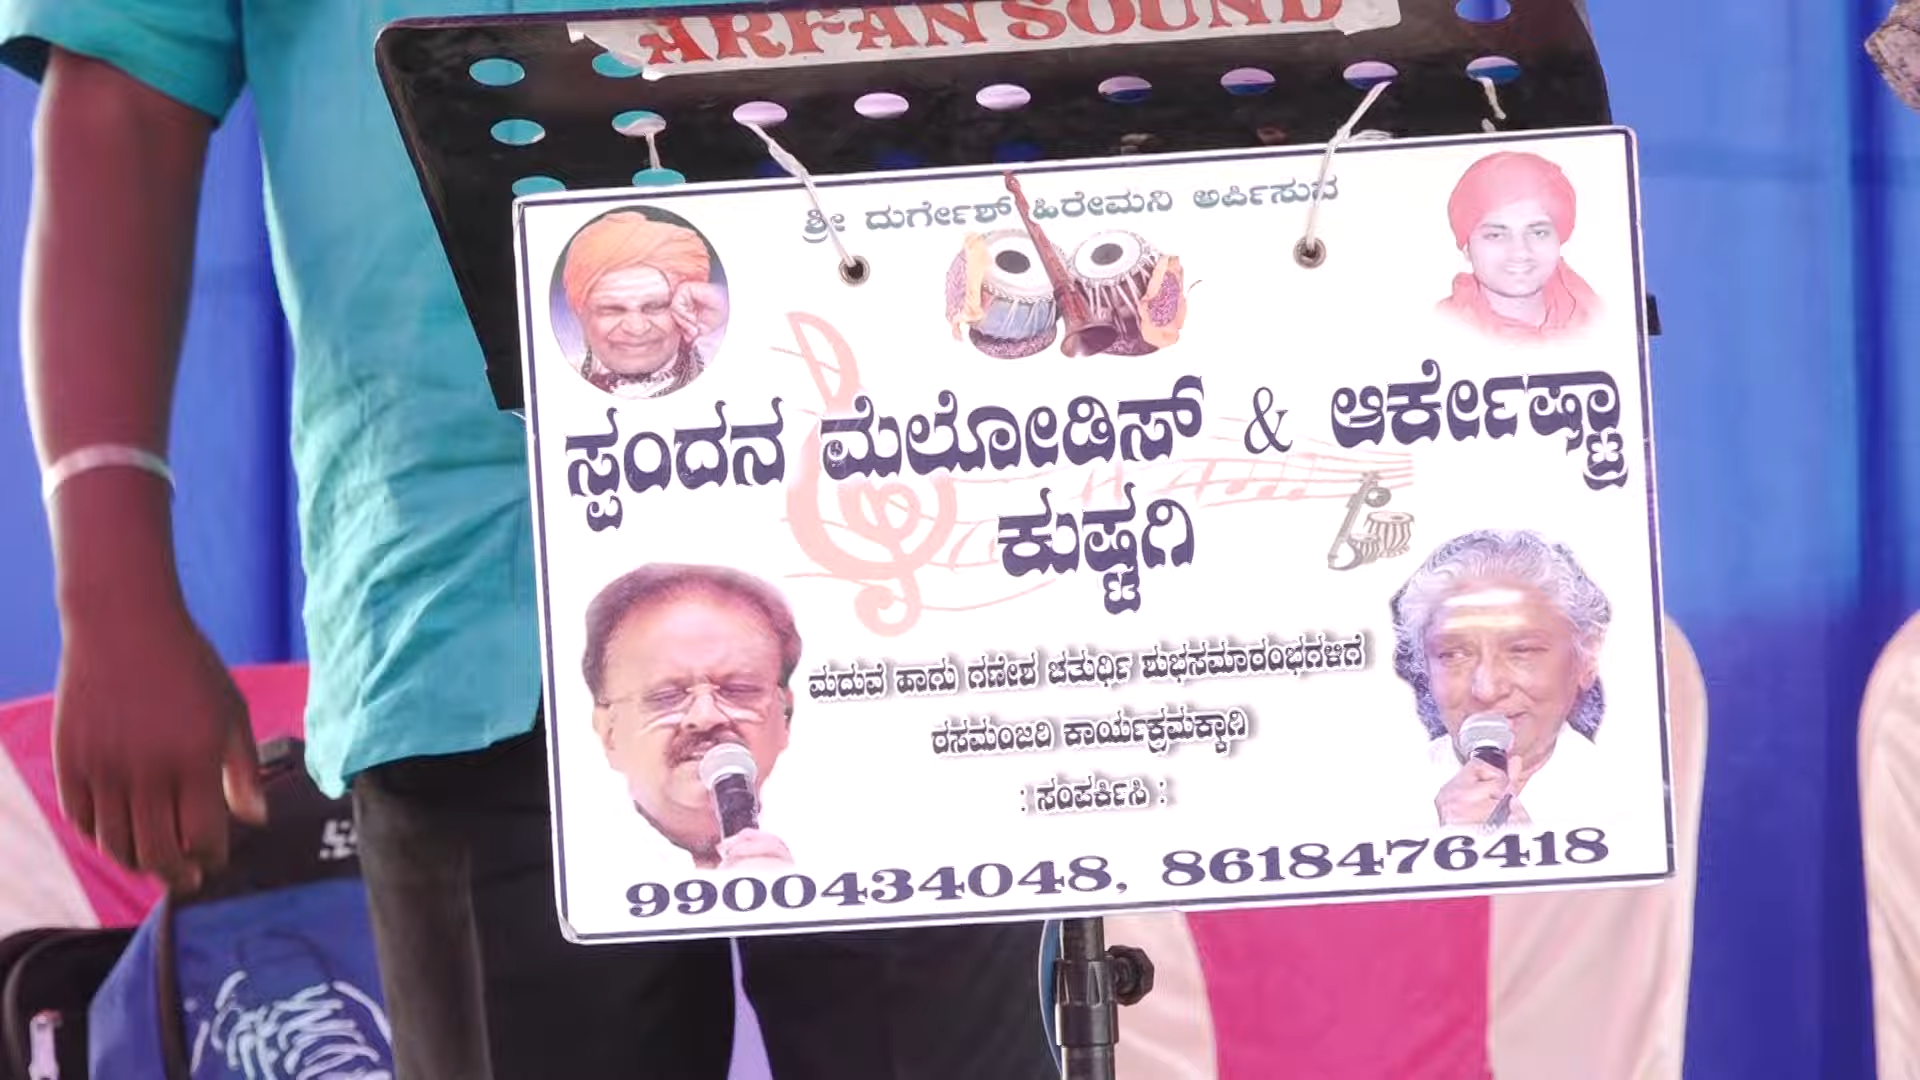 ARFAN SOUND
ಶ್ರೀ ದುರ್ಗೇಶ್ ಹಿರೇಮನಿ ಅರ್ಪಿಸುವ
ಸ್ಪಂದನ ಮೆಲೋಡಿಸ್ & ಆರ್ಕೇಷ್ಟ್ರಾ
ಕುಷ್ಟಗಿ
ಮದುವೆ ಹಾಗು ಗಣೇಶ ಚತುರ್ಥಿ ಶುಭಸಮಾರಂಭಗಳಿಗೆ
ರಸಮಂಜರಿ ಕಾರ್ಯಕ್ರಮಕ್ಕಾಗಿ
: ಸಂಪರ್ಕಿಸಿ :
9900434048, 8618476418